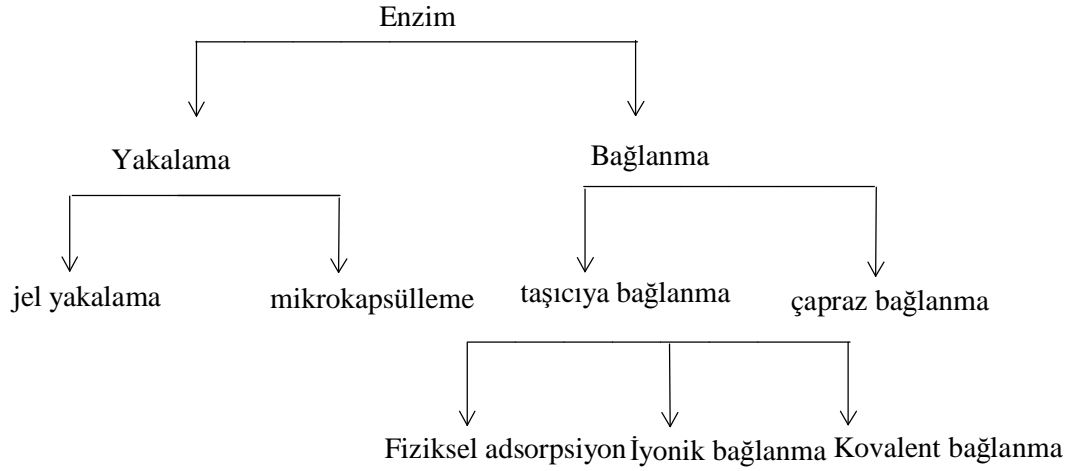 Enzim
Yakalama
Bağlanma
jel yakalama
mikrokapsülleme
taşıcıya bağlanma
çapraz bağlanma
Fiziksel adsorpsiyon
İyonik bağlanma
Kovalent bağlanma